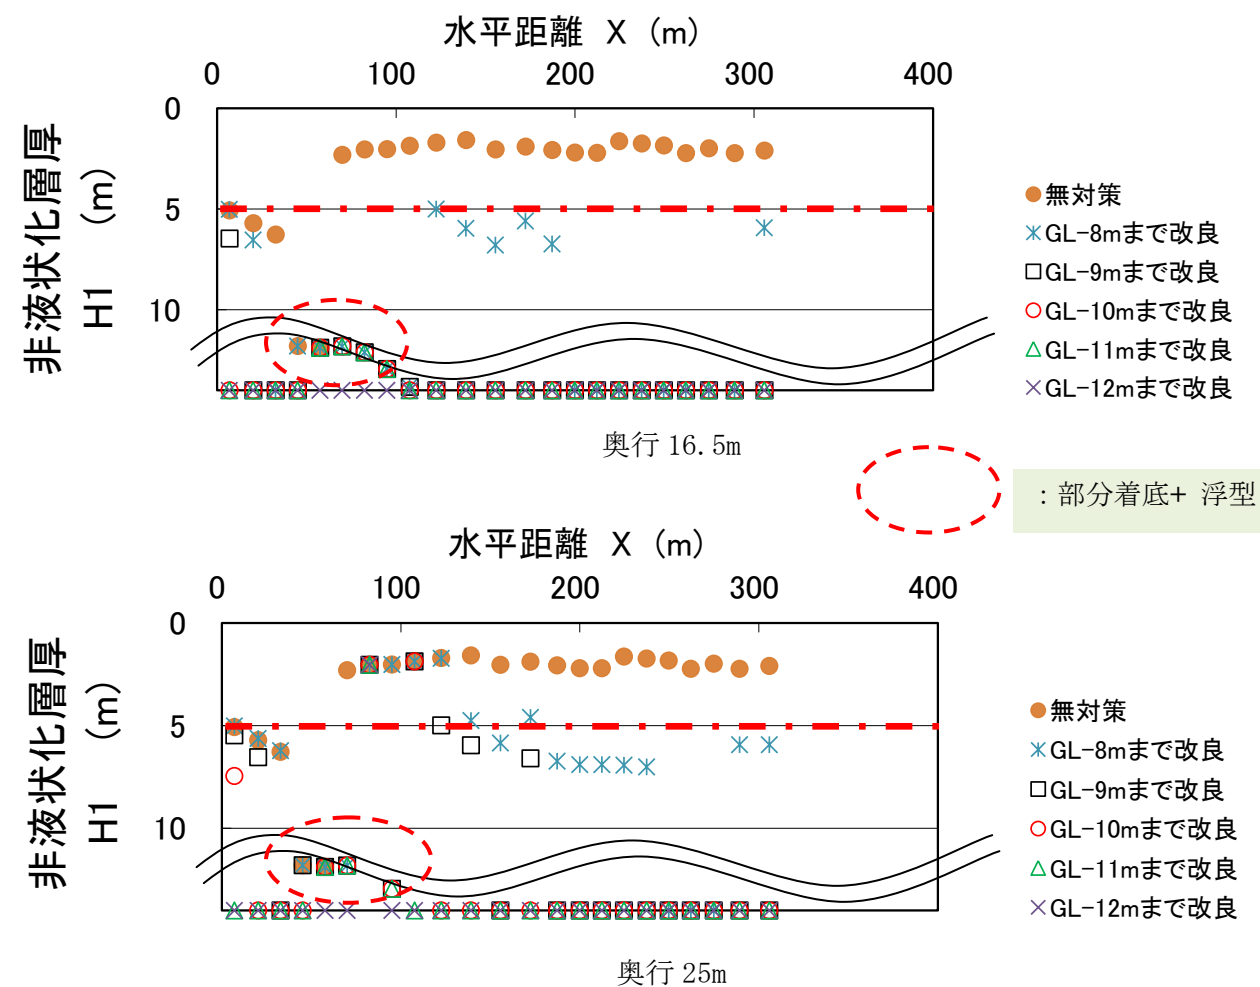 水平距離 X (m)
0 100 200 300 400
非液状化層厚
H1 (m)
0
5
10
無対策
GL-8mまで改良
GL-9mまで改良
GL-10mまで改良
GL-11mまで改良
GL-12mまで改良
奥行 16.5m
：部分着底+ 浮型
水平距離 X (m)
0 100 200 300 400
非液状化層厚
H1 (m)
0
5
10
無対策
GL-8mまで改良
GL-9mまで改良
GL-10mまで改良
GL-11mまで改良
GL-12mまで改良
奥行 25m